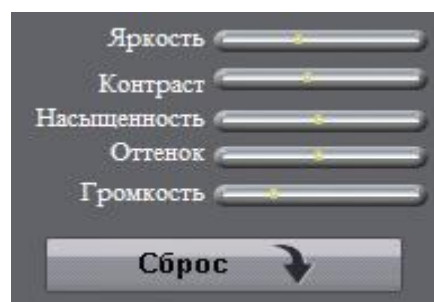 Яркость
Контраст
Насыщенность
Оттенок
Громкость
Сброс